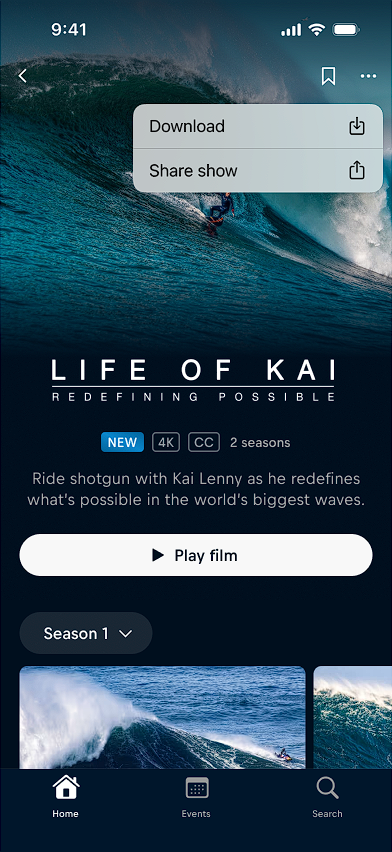 9:41
Download
Share show
LIFE OF KAI
REDEFINING POSSIBLE
NEW 4K CC 2 seasons
Ride shotgun with Kai Lenny as he redefines
what's possible in the world's biggest waves.
Play film
Season 1
Home Events Search